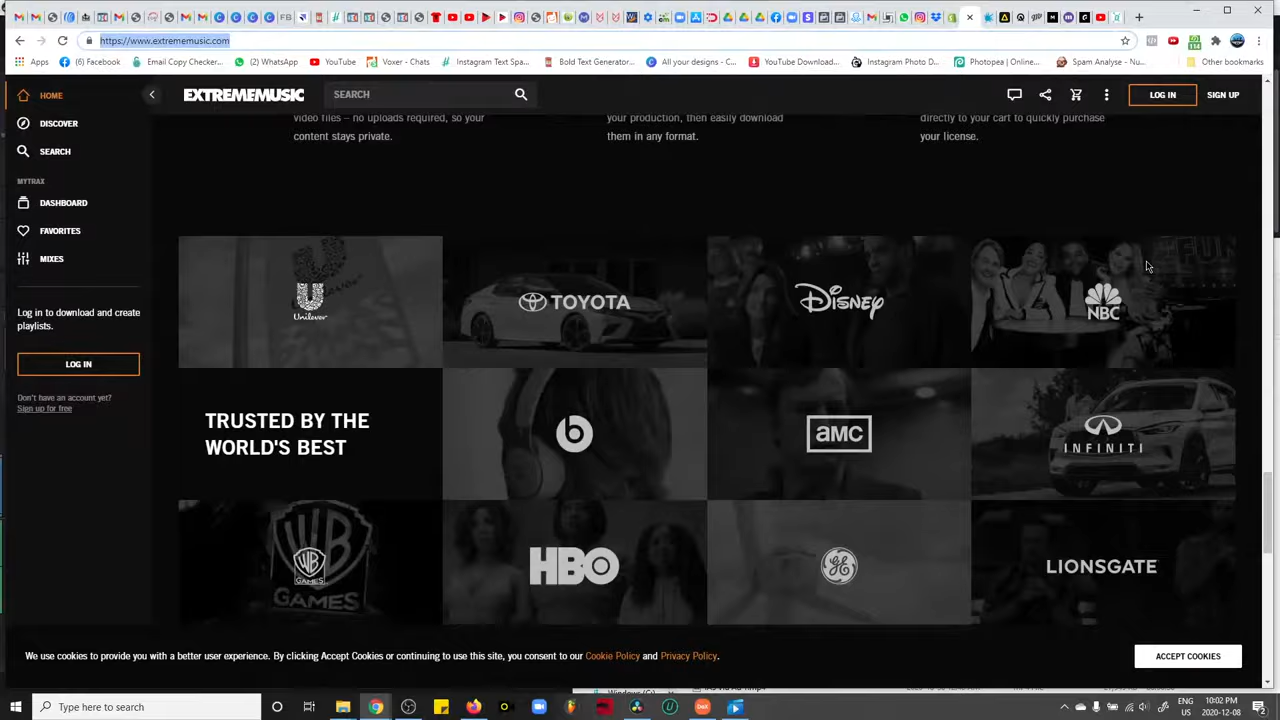 https://www.extrememusic.com
Apps
(6) Facebook
Email Copy Checker...
(2) WhatsApp
YouTube
Voxer - Chats
Instagram Text Spa...
Bold Text Generator...
All your designs - C...
YouTube Download...
Instagram Photo D...
Photopea | Online...
Spam Analyse - Nu...
Other bookmarks
HOME
EXTREMEMUSIC
SEARCH
LOG IN
SIGN UP
DISCOVER
SEARCH
MYTRAX
DASHBOARD
FAVORITES
MIXES
Log in to download and create
playlists.
LOG IN
Don't have an account yet?
Sign up for free
video files – no uploads required, so your
content stays private.
your production, then easily download
them in any format.
directly to your cart to quickly purchase
your license.
Unilever
TOYOTA
Disney
NBC
TRUSTED BY THE
WORLD'S BEST
b
aMC
INFINITI
WB
GAMES
WB
GAMES
HBO
GE
LIONSGATE
We use cookies to provide you with a better user experience. By clicking Accept Cookies or continuing to use this site, you consent to our Cookie Policy and Privacy Policy.
ACCEPT COOKIES
Type here to search
ENG
US
10:02 PM
2020-12-08